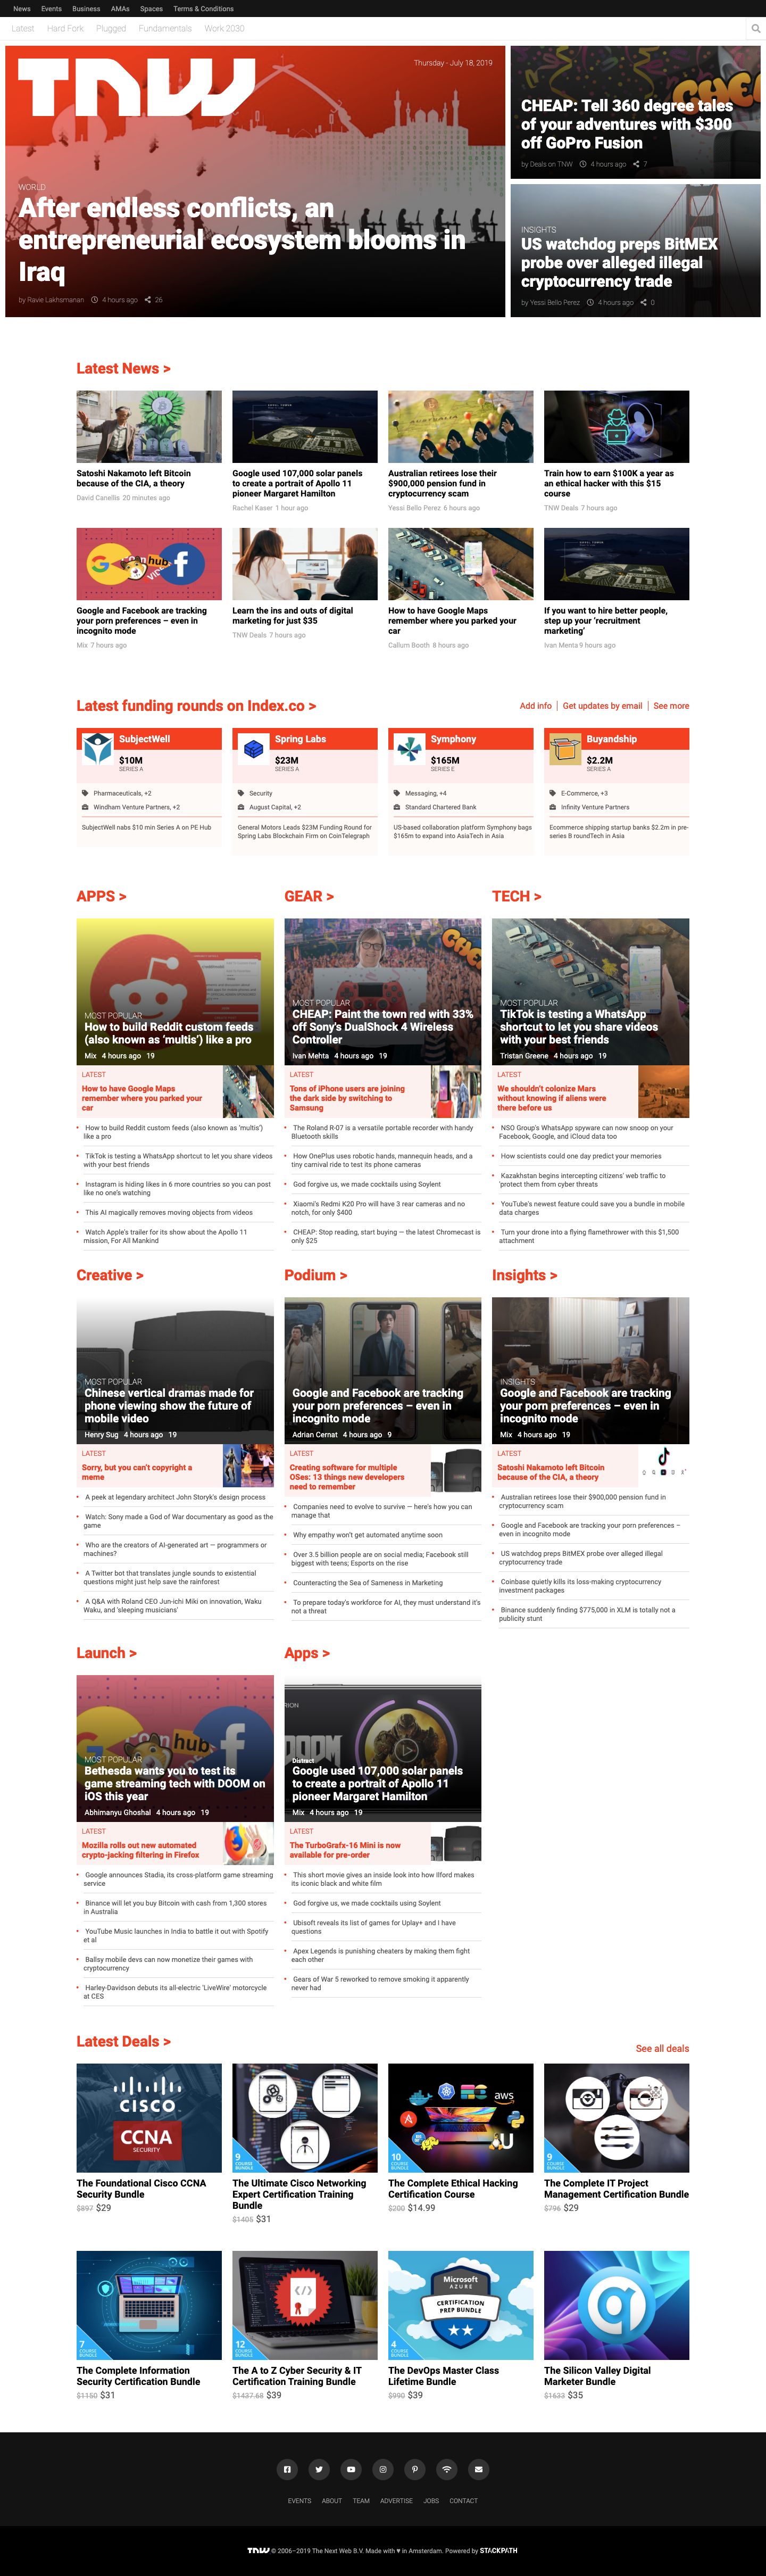 News Events Business AMAs Spaces Terms & Conditions
Latest Hard Fork Plugged Fundamentals Work 2030
TNW
Thursday - July 18, 2019
WORLD
After endless conflicts, an
entrepreneurial ecosystem blooms in
Iraq
by Ravie Lakhsmanan 4 hours ago 26
CHEAP: Tell 360 degree tales
of your adventures with $300
off GoPro Fusion
by Deals on TNW 4 hours ago 7
INSIGHTS
US watchdog preps BitMEX
probe over alleged illegal
cryptocurrency trade
by Yessi Bello Perez 4 hours ago 0
Latest News >
Satoshi Nakamoto left Bitcoin
because of the CIA, a theory
David Canellis 20 minutes ago
Google used 107,000 solar panels
to create a portrait of Apollo 11
pioneer Margaret Hamilton
Rachel Kaser 1 hour ago
Australian retirees lose their
$900,000 pension fund in
cryptocurrency scam
Yessi Bello Perez 6 hours ago
Train how to earn $100K a year as
an ethical hacker with this $15
course
TNW Deals 7 hours ago
Google and Facebook are tracking
your porn preferences – even in
incognito mode
Mix 7 hours ago
Learn the ins and outs of digital
marketing for just $35
TNW Deals 7 hours ago
How to have Google Maps
remember where you parked your
car
Callum Booth 8 hours ago
If you want to hire better people,
step up your ‘recruitment
marketing’
Ivan Menta 9 hours ago
Latest funding rounds on Index.co >
Add info | Get updates by email | See more
SubjectWell
$10M
SERIES A
Pharmaceuticals, +2
Windham Venture Partners, +2
SubjectWell nabs $10 min Series A on PE Hub
Spring Labs
$23M
SERIES A
Security
August Capital, +2
General Motors Leads $23M Funding Round for
Spring Labs Blockchain Firm on CoinTelegraph
Symphony
$165M
SERIES E
Messaging, +4
Standard Chartered Bank
US-based collaboration platform Symphony bags
$165m to expand into AsiaTech in Asia
Buyandship
$2.2M
SERIES A
E-Commerce, +3
Infinity Venture Partners
Ecommerce shipping startup banks $2.2m in pre-
series B roundTech in Asia
APPS >
MOST POPULAR
How to build Reddit custom feeds
(also known as ‘multis’) like a pro
Mix 4 hours ago 19
LATEST
How to have Google Maps
remember where you parked your
car
How to build Reddit custom feeds (also known as ‘multis’)
like a pro
TikTok is testing a WhatsApp shortcut to let you share videos
with your best friends
Instagram is hiding likes in 6 more countries so you can post
like no one’s watching
This AI magically removes moving objects from videos
Watch Apple’s trailer for its show about the Apollo 11
mission, For All Mankind
GEAR >
MOST POPULAR
CHEAP: Paint the town red with 33%
off Sony’s DualShock 4 Wireless
Controller
Ivan Mehta 4 hours ago 19
LATEST
Tons of iPhone users are joining
the dark side by switching to
Samsung
The Roland R-07 is a versatile portable recorder with handy
Bluetooth skills
How OnePlus uses robotic hands, mannequin heads, and a
tiny carnival ride to test its phone cameras
God forgive us, we made cocktails using Soylent
Xiaomi’s Redmi K20 Pro will have 3 rear cameras and no
notch, for only $400
CHEAP: Stop reading, start buying — the latest Chromecast is
only $25
TECH >
MOST POPULAR
TikTok is testing a WhatsApp
shortcut to let you share videos
with your best friends
Tristan Greene 4 hours ago 19
LATEST
We shouldn’t colonize Mars
without knowing if aliens were
there before us
NSO Group’s WhatsApp spyware can now snoop on your
Facebook, Google, and iCloud data too
How scientists could one day predict your memories
Kazakhstan begins intercepting citizens’ web traffic to
‘protect them from cyber threats
YouTube’s newest feature could save you a bundle in mobile
data charges
Turn your drone into a flying flamethrower with this $1,500
attachment
Creative >
MOST POPULAR
Chinese vertical dramas made for
phone viewing show the future of
mobile video
Henry Sug 4 hours ago 19
LATEST
Sorry, but you can’t copyright a
meme
A peek at legendary architect John Storyk’s design process
Watch: Sony made a God of War documentary as good as the
game
Who are the creators of AI-generated art — programmers or
machines?
A Twitter bot that translates jungle sounds to existential
questions might just help save the rainforest
A Q&A with Roland CEO Jun-ichi Miki on innovation, Waku
Waku, and ‘sleeping musicians’
Podium >
Google and Facebook are tracking
your porn preferences – even in
incognito mode
Adrian Cernat 4 hours ago 9
LATEST
Creating software for multiple
OSes: 13 things new developers
need to remember
Companies need to evolve to survive — here’s how you can
manage that
Why empathy won’t get automated anytime soon
Over 3.5 billion people are on social media; Facebook still
biggest with teens; Esports on the rise
Counteracting the Sea of Sameness in Marketing
To prepare today’s workforce for AI, they must understand it’s
not a threat
Insights >
INSIGHTS
Google and Facebook are tracking
your porn preferences – even in
incognito mode
Mix 4 hours ago 19
LATEST
Satoshi Nakamoto left Bitcoin
because of the CIA, a theory
Australian retirees lose their $900,000 pension fund in
cryptocurrency scam
Google and Facebook are tracking your porn preferences –
even in incognito mode
US watchdog preps BitMEX probe over alleged illegal
cryptocurrency trade
Coinbase quietly kills its loss-making cryptocurrency
investment packages
Binance suddenly finding $775,000 in XLM is totally not a
publicity stunt
Launch >
MOST POPULAR
Bethesda wants you to test its
game streaming tech with DOOM on
iOS this year
Abhimanyu Ghoshal 4 hours ago 19
LATEST
Mozilla rolls out new automated
crypto-jacking filtering in Firefox
Google announces Stadia, its cross-platform game streaming
service
Binance will let you buy Bitcoin with cash from 1,300 stores
in Australia
YouTube Music launches in India to battle it out with Spotify
et al
Ballsy mobile devs can now monetize their games with
cryptocurrency
Harley-Davidson debuts its all-electric ‘LiveWire’ motorcycle
at CES
Apps >
DOOM
Distract
Google used 107,000 solar panels
to create a portrait of Apollo 11
pioneer Margaret Hamilton
Mix 4 hours ago 19
LATEST
The TurboGrafx-16 Mini is now
available for pre-order
This short movie gives an inside look into how Ilford makes
its iconic black and white film
God forgive us, we made cocktails using Soylent
Ubisoft reveals its list of games for Uplay+ and I have
questions
Apex Legends is punishing cheaters by making them fight
each other
Gears of War 5 reworked to remove smoking it apparently
never had
Latest Deals >
See all deals
CISCO
CCNA
SECURITY
The Foundational Cisco CCNA
Security Bundle
$897 $29
9
COURSE
BUNDLE
The Ultimate Cisco Networking
Expert Certification Training
Bundle
$1405 $31
aws
10
COURSE
BUNDLE
The Complete Ethical Hacking
Certification Course
$200 $14.99
9
COURSE
BUNDLE
The Complete IT Project
Management Certification Bundle
$796 $29
7
COURSE
BUNDLE
The Complete Information
Security Certification Bundle
$1150 $31
12
COURSE
BUNDLE
The A to Z Cyber Security & IT
Certification Training Bundle
$1437.68 $39
Microsoft
AZURE
CERTIFICATION
PREP BUNDLE
4
COURSE
BUNDLE
The DevOps Master Class
Lifetime Bundle
$990 $39
The Silicon Valley Digital
Marketer Bundle
$1633 $35
EVENTS ABOUT TEAM ADVERTISE JOBS CONTACT
TNW © 2006–2019 The Next Web B.V. Made with ♥ in Amsterdam. Powered by STACKPATH